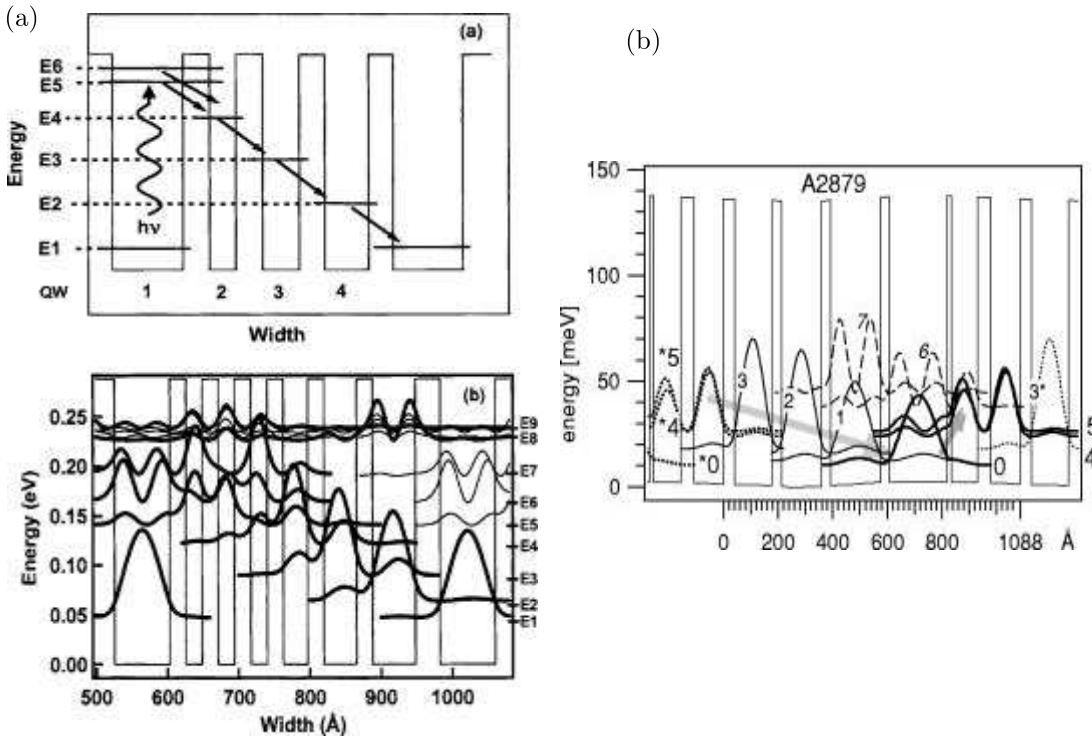 (a)
(a)
E6
E5
E4
E3
E2
E1
Energy
hν
QW 1 2 3 4
Width
(b)
0.25
0.20
0.15
0.10
0.05
0.00
Energy (eV)
E9
E8
E7
E6
E5
E4
E3
E2
E1
500 600 700 800 900 1000
Width (Å)
(b)
A2879
150
100
50
0
energy [meV]
*5
*4
*0
3
2
1
7
6
0
3*
5
4
0 200 400 600 800 1088 Å